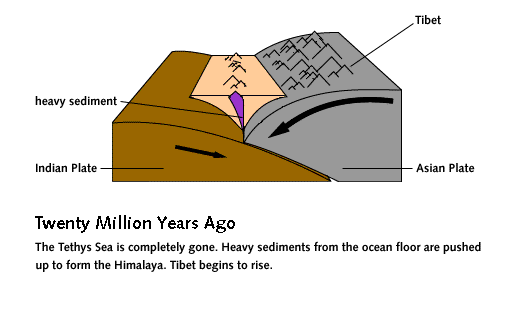 Tibet
heavy sediment
Indian Plate
Asian Plate
Twenty Million Years Ago
The Tethys Sea is completely gone. Heavy sediments from the ocean floor are pushed
up to form the Himalaya. Tibet begins to rise.